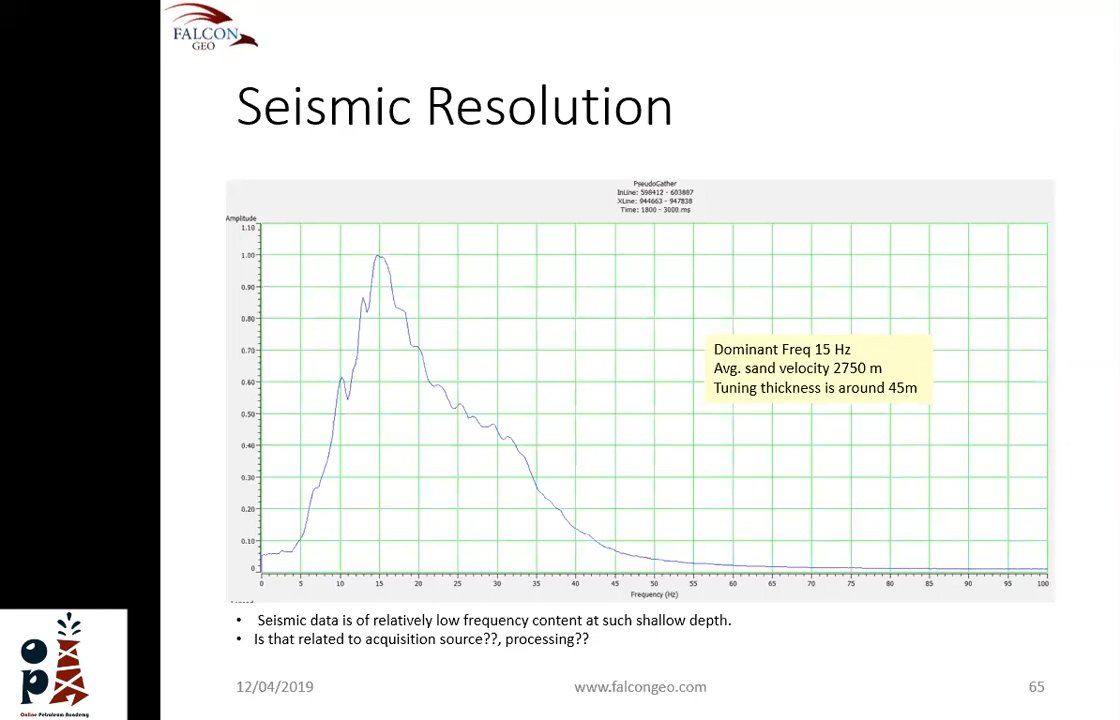 FALCON
GEO
Seismic Resolution
PseudoGather
InLine: 598412 - 603887
XLine: 944663 - 947838
Time: 1800 - 3000 ms
Amplitude
1.10
1.00
0.90
0.80
0.70
0.60
0.50
0.40
0.30
0.20
0.10
0
0 5 10 15 20 25 30 35 40 45 50 55 60 65 70 75 80 85 90 95 100
Frequency (Hz)
Dominant Freq 15 Hz
Avg. sand velocity 2750 m
Tuning thickness is around 45m
• Seismic data is of relatively low frequency content at such shallow depth.
• Is that related to acquisition source??, processing??
12/04/2019 www.falcongeo.com 65
OPA
Online Petroleum Academy